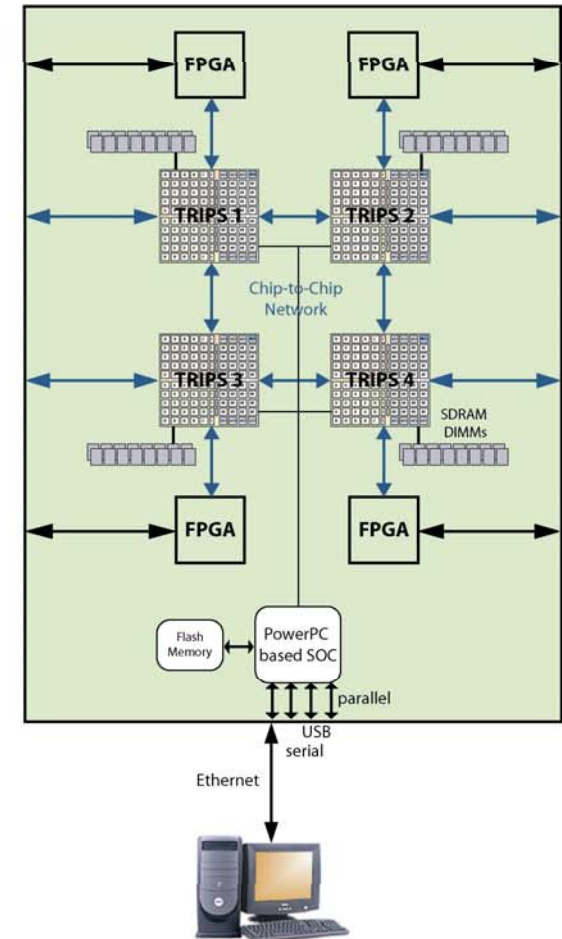 FPGA
FPGA
TRIPS 1
TRIPS 2
Chip-to-Chip
Network
TRIPS 3
TRIPS 4
SDRAM
DIMMs
FPGA
FPGA
Flash
Memory
PowerPC
based SOC
parallel
USB
serial
Ethernet